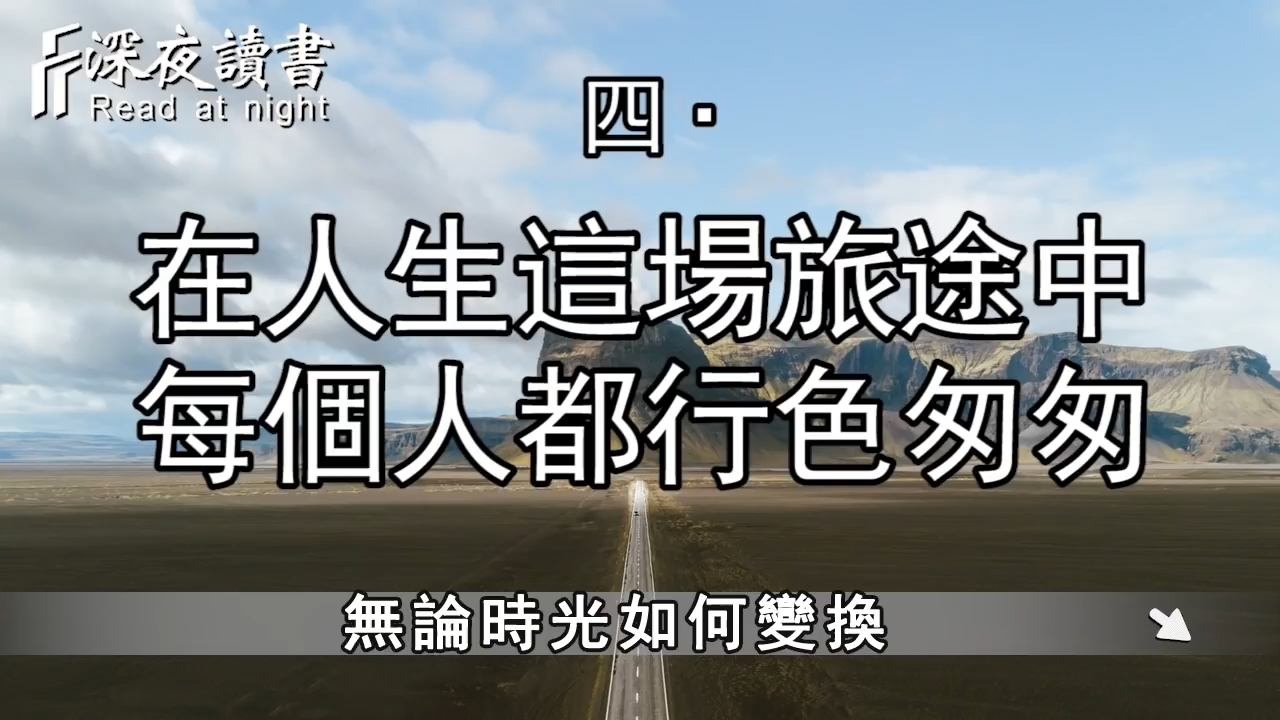 深夜讀書
Read at night
四·
在人生這場旅途中
每個人都行色匆匆
無論時光如何變換